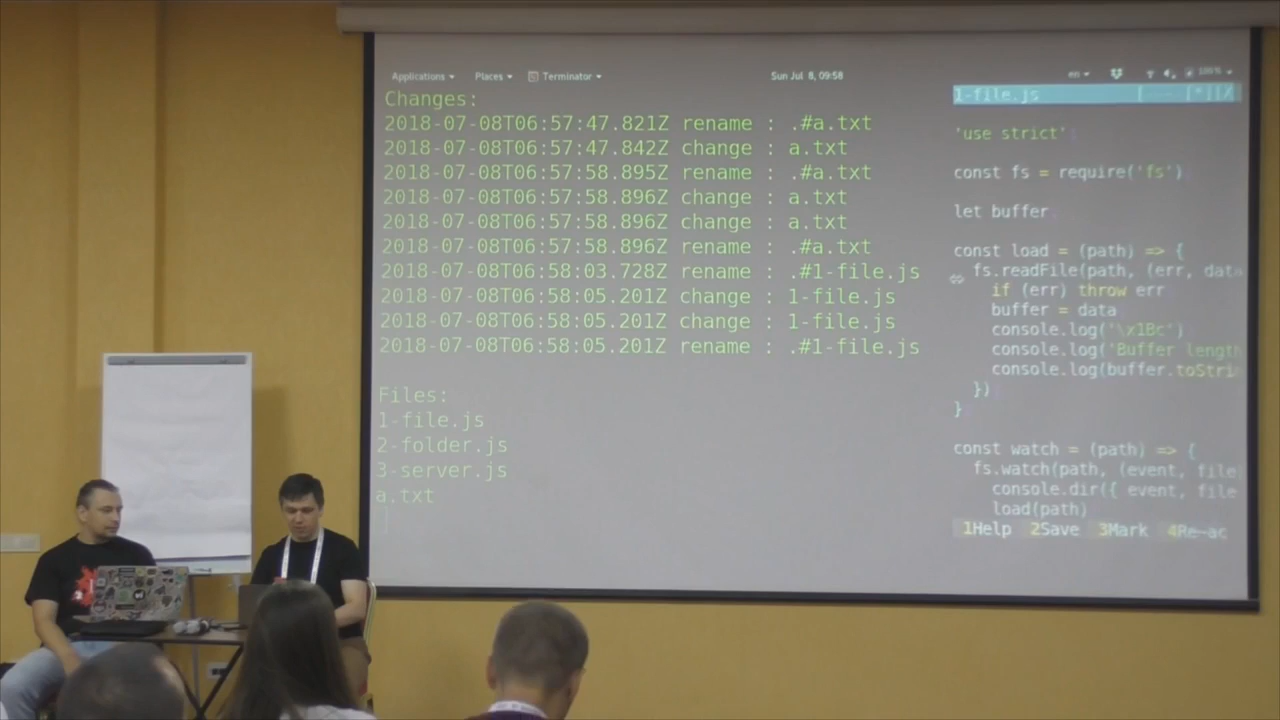 Applications Places Terminator Sun Jul 8, 09:58 en 100%
Changes:
2018-07-08T06:57:47.821Z rename : .#a.txt
2018-07-08T06:57:47.842Z change : a.txt
2018-07-08T06:57:58.895Z rename : .#a.txt
2018-07-08T06:57:58.896Z change : a.txt
2018-07-08T06:57:58.896Z change : a.txt
2018-07-08T06:57:58.896Z rename : .#a.txt
2018-07-08T06:58:03.728Z rename : .#1-file.js
2018-07-08T06:58:05.201Z change : 1-file.js
2018-07-08T06:58:05.201Z change : 1-file.js
2018-07-08T06:58:05.201Z rename : .#1-file.js
Files:
1-file.js
2-folder.js
3-server.js
a.txt
1-file.js [---- [*][X
'use strict';
const fs = require('fs');
let buffer;
const load = (path) => {
fs.readFile(path, (err, data
if (err) throw err
buffer = data
console.log('\x1Bc')
console.log('Buffer length
console.log(buffer.toStri
})
}
const watch = (path) => {
fs.watch(path, (event, file
console.dir({ event, file
load(path)
1Help 2Save 3Mark 4Re~ac